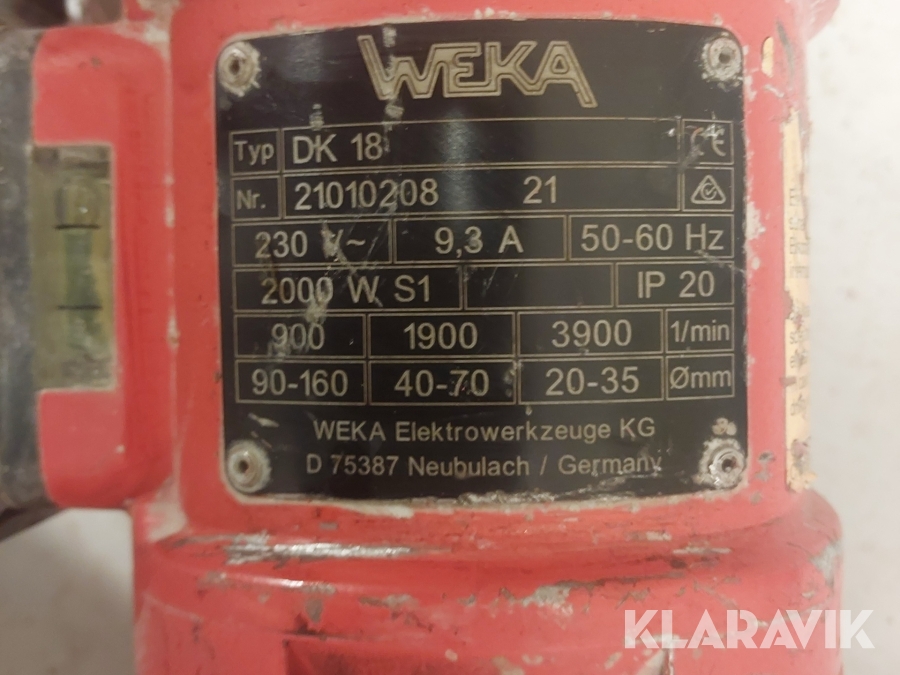 WEKA
Typ DK 18 CE
Nr. 21010208 21
230 V~ 9,3 A 50-60 Hz
2000 W S1 IP 20
900 1900 3900 1/min
90-160 40-70 20-35 Ømm
WEKA Elektrowerkzeuge KG
D 75387 Neubulach / Germany
KLARAVIK